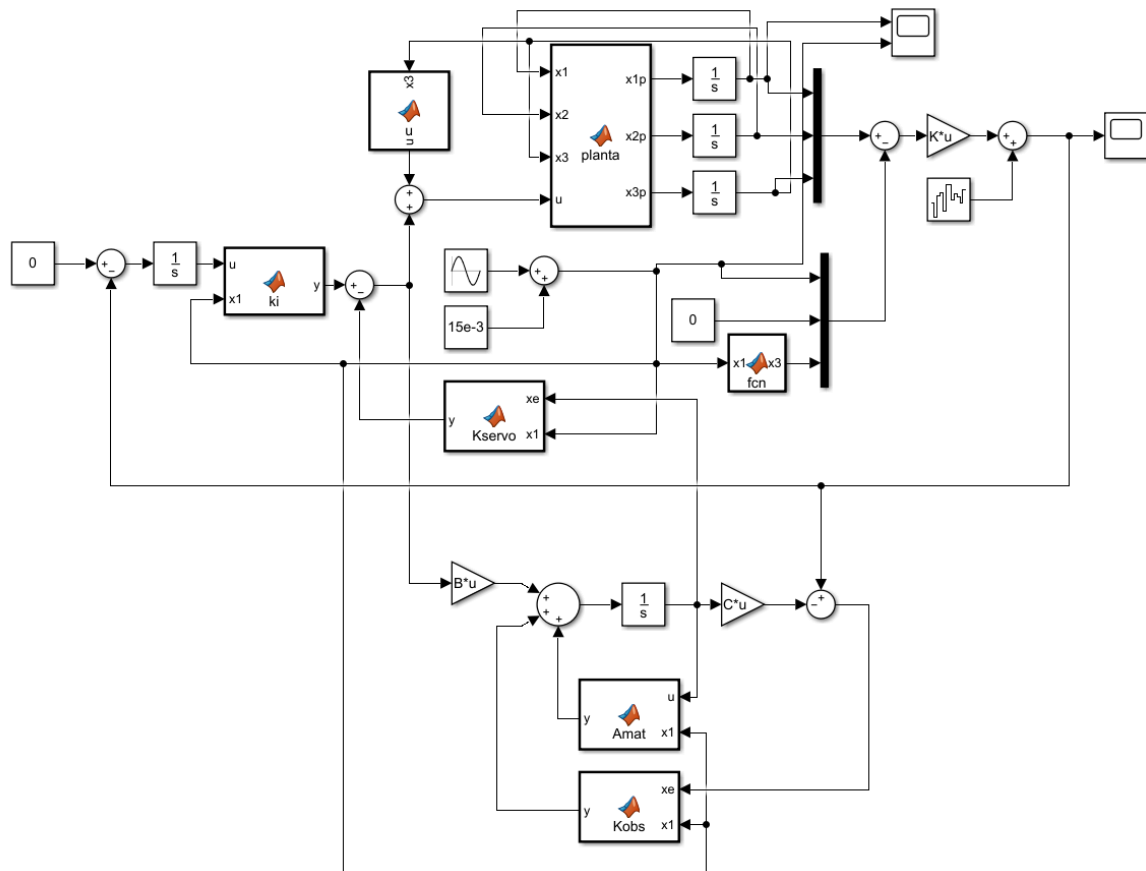 x3
un
x1
x2
x3
u
planta
x1p
x2p
x3p
1
s
1
s
1
s
+
−
K*u
+
+
+
+
0
+
−
1
s
u
x1
ki
y
+
−
+
+
15e-3
0
x1
x3
fcn
xe
x1
y
Kservo
B*u
+
+
+
1
s
C*u
−
+
u
x1
y
Amat
xe
x1
y
Kobs